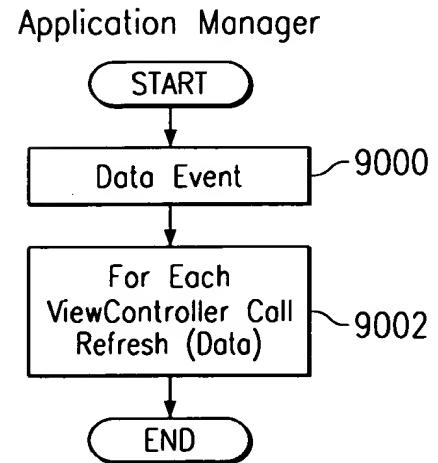 Application Manager
START
Data Event
9000
For Each
ViewController Call
Refresh (Data)
9002
END